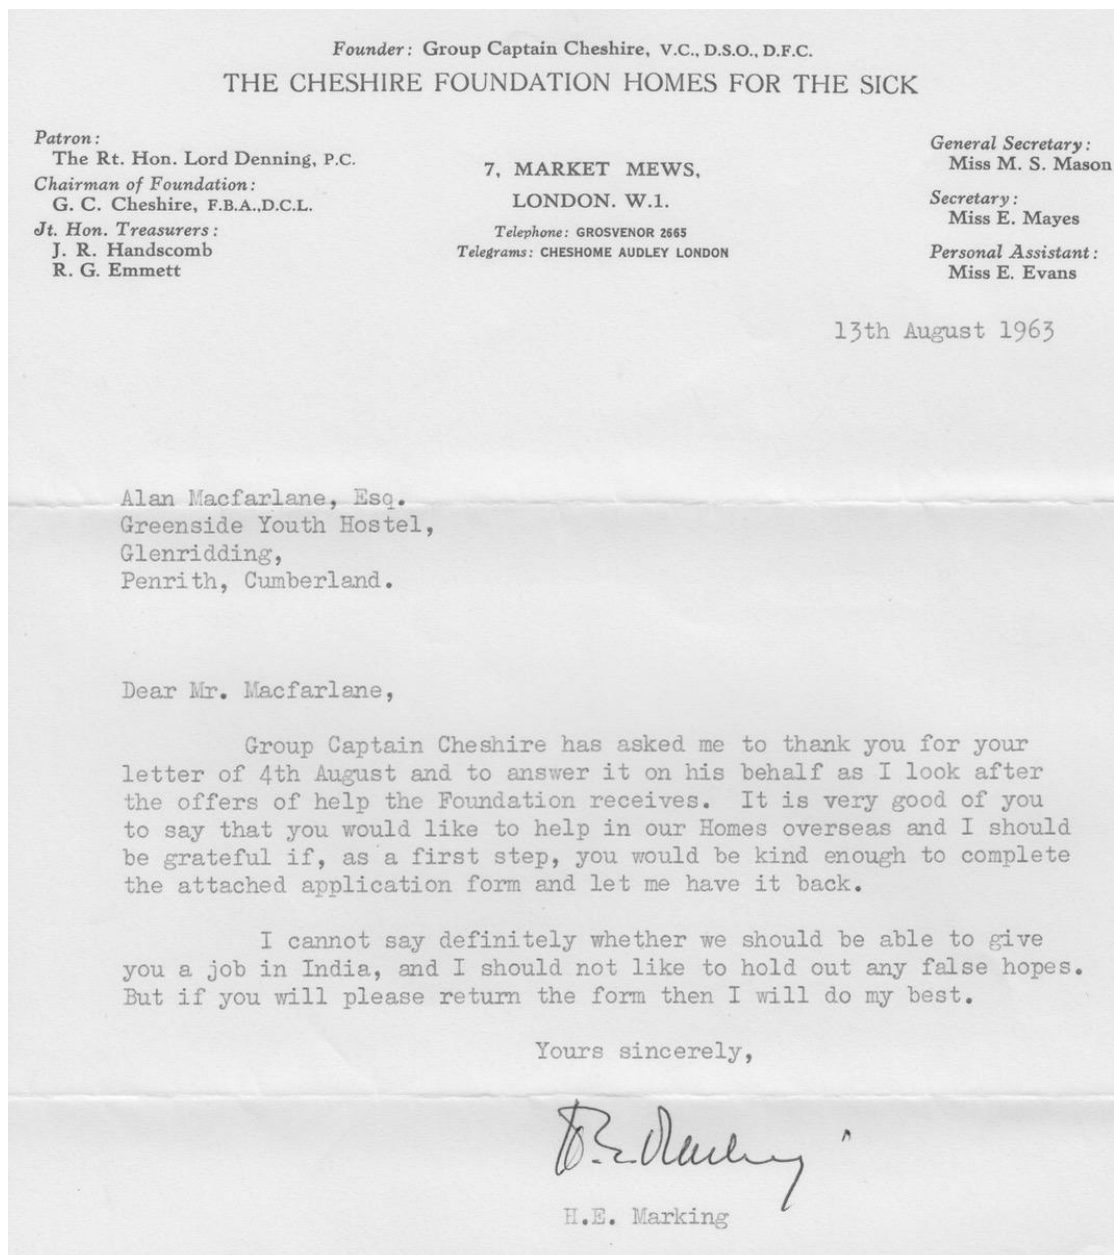 Founder: Group Captain Cheshire, V.C., D.S.O., D.F.C.
THE CHESHIRE FOUNDATION HOMES FOR THE SICK
Patron:
The Rt. Hon. Lord Denning, P.C.
Chairman of Foundation:
G. C. Cheshire, F.B.A.,D.C.L.
Jt. Hon. Treasurers:
J. R. Handscomb
R. G. Emmett
7, MARKET MEWS,
LONDON. W.1.
Telephone: GROSVENOR 2665
Telegrams: CHESHOME AUDLEY LONDON
General Secretary:
Miss M. S. Mason
Secretary:
Miss E. Mayes
Personal Assistant:
Miss E. Evans
13th August 1963
Alan Macfarlane, Esq.
Greenside Youth Hostel,
Glenridding,
Penrith, Cumberland.
Dear Mr. Macfarlane,
Group Captain Cheshire has asked me to thank you for your
letter of 4th August and to answer it on his behalf as I look after
the offers of help the Foundation receives. It is very good of you
to say that you would like to help in our Homes overseas and I should
be grateful if, as a first step, you would be kind enough to complete
the attached application form and let me have it back.
I cannot say definitely whether we should be able to give
you a job in India, and I should not like to hold out any false hopes.
But if you will please return the form then I will do my best.
Yours sincerely,
H.E. Marking